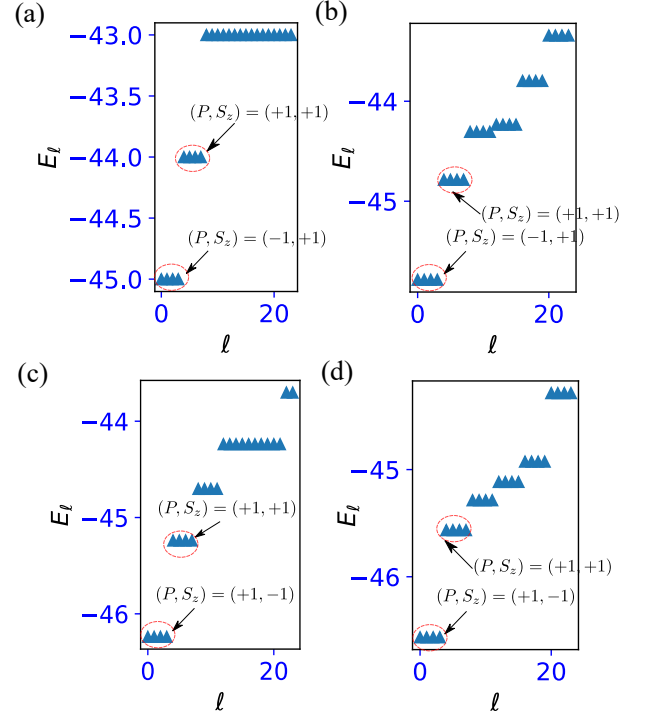 (a)
−43.0
−43.5
−44.0
−44.5
−45.0
E_ℓ
(P, S_z) = (+1, +1)
(P, S_z) = (−1, +1)
0
20
ℓ
(b)
−44
−45
E_ℓ
(P, S_z) = (+1, +1)
(P, S_z) = (−1, +1)
0
20
ℓ
(c)
−44
−45
−46
E_ℓ
(P, S_z) = (+1, +1)
(P, S_z) = (+1, −1)
0
20
ℓ
(d)
−45
−46
E_ℓ
(P, S_z) = (+1, +1)
(P, S_z) = (+1, −1)
0
20
ℓ